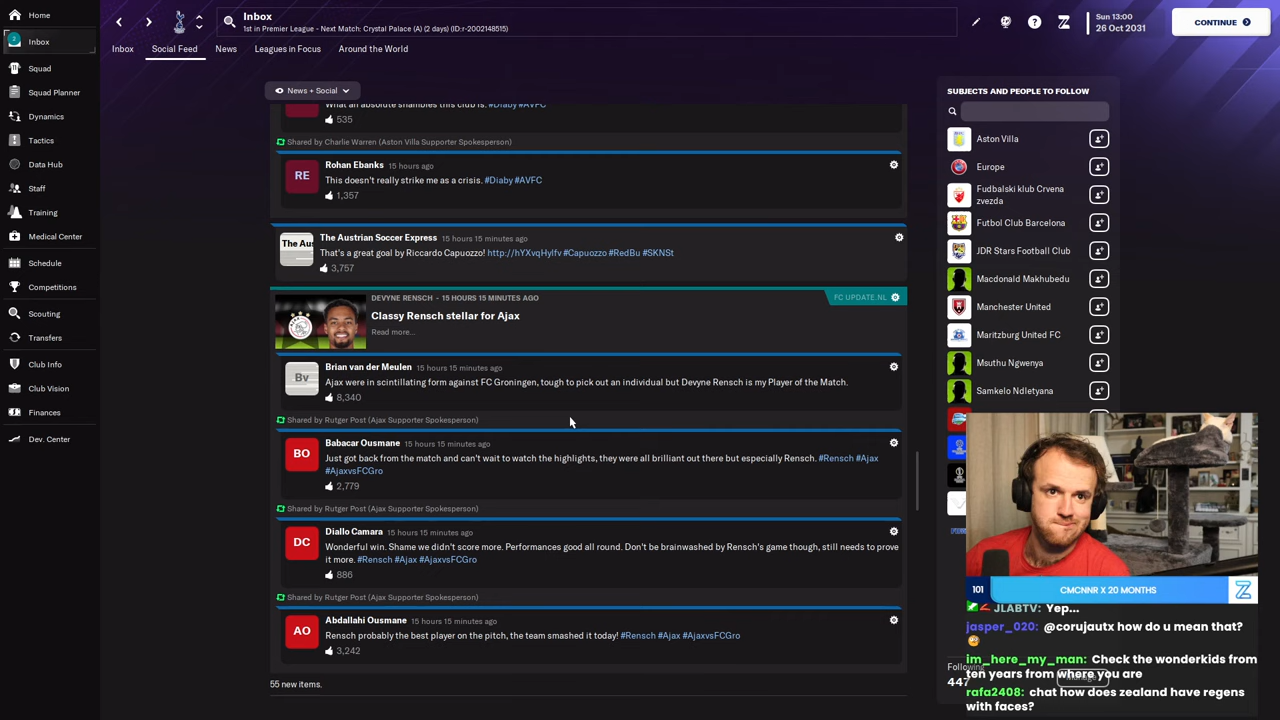 Home
Inbox
1st in Premier League - Next Match: Crystal Palace (A) (2 days) (ID:r-2002148515)
Sun 13:00
26 Oct 2031
CONTINUE
2
Inbox
Inbox
Social Feed
News
Leagues in Focus
Around the World
Squad
Squad Planner
Dynamics
Tactics
Data Hub
Staff
Training
Medical Center
Schedule
Competitions
Scouting
Transfers
Club Info
Club Vision
Finances
Dev. Center
News + Social
What an absolute shambles this club is. #Diaby #AVFC
535
Shared by Charlie Warren (Aston Villa Supporter Spokesperson)
RE
Rohan Ebanks 15 hours ago
This doesn't really strike me as a crisis. #Diaby #AVFC
1,357
The Aus
The Austrian Soccer Express 15 hours 15 minutes ago
That's a great goal by Riccardo Capuozzo! http://hYXvqHylfv #Capuozzo #RedBu #SKNSt
3,757
DEVYNE RENSCH - 15 HOURS 15 MINUTES AGO
FC UPDATE.NL
Classy Rensch stellar for Ajax
Read more...
Bv
Brian van der Meulen 15 hours 15 minutes ago
Ajax were in scintillating form against FC Groningen, tough to pick out an individual but Devyne Rensch is my Player of the Match.
8,340
Shared by Rutger Post (Ajax Supporter Spokesperson)
BO
Babacar Ousmane 15 hours 15 minutes ago
Just got back from the match and can't wait to watch the highlights, they were all brilliant out there but especially Rensch. #Rensch #Ajax
#AjaxvsFCGro
2,779
Shared by Rutger Post (Ajax Supporter Spokesperson)
DC
Diallo Camara 15 hours 15 minutes ago
Wonderful win. Shame we didn't score more. Performances good all round. Don't be brainwashed by Rensch's game though, still needs to prove
it more. #Rensch #Ajax #AjaxvsFCGro
886
Shared by Rutger Post (Ajax Supporter Spokesperson)
AO
Abdallahi Ousmane 15 hours 15 minutes ago
Rensch probably the best player on the pitch, the team smashed it today! #Rensch #Ajax #AjaxvsFCGro
3,242
55 new items.
SUBJECTS AND PEOPLE TO FOLLOW
Aston Villa
Europe
Fudbalski klub Crvena
zvezda
Futbol Club Barcelona
JDR Stars Football Club
Macdonald Makhubedu
Manchester United
Maritzburg United FC
Msuthu Ngwenya
Samkelo Ndletyana
101
CMCNNR X 20 MONTHS
JLABTV: Yep...
jasper_020: @corujautx how do u mean that?
im_here_my_man: Check the wonderkids from
ten years from where you are
rafa2408: chat how does zealand have regens
with faces?
Following
447
Manage